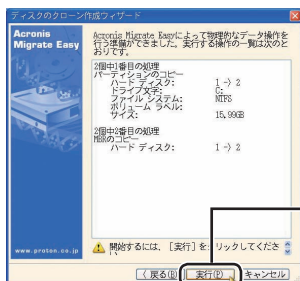 ディスクのクローン作成ウィザード
Acronis
Migrate Easy
Acronis Migrate Easyによって物理的なデータ操作を
行う準備ができました。実行する操作の一覧は次のと
おりです。
2個中1番目の処理
パーティションのコピー
ハード ディスク: 1 -> 2
ドライブ文字: C:
ファイル システム: NTFS
ボリューム ラベル:
サイズ: 15.99GB
2個中2番目の処理
MBRのコピー
ハード ディスク: 1 -> 2
www.proton.co.jp
開始するには、[実行]を リックしてくださ
い
< 戻る(B) 実行(P) キャンセル